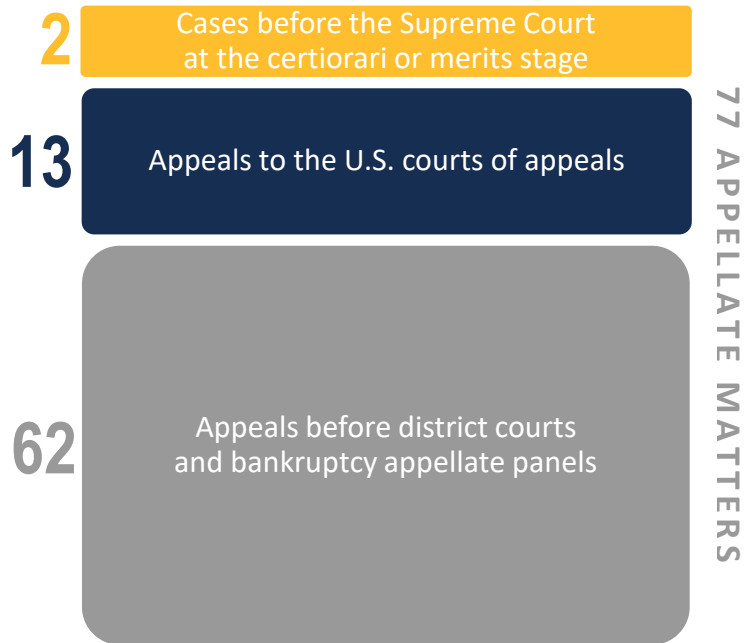 2
Cases before the Supreme Court
at the certiorari or merits stage
13
Appeals to the U.S. courts of appeals
62
Appeals before district courts
and bankruptcy appellate panels
77 APPELLATE MATTERS